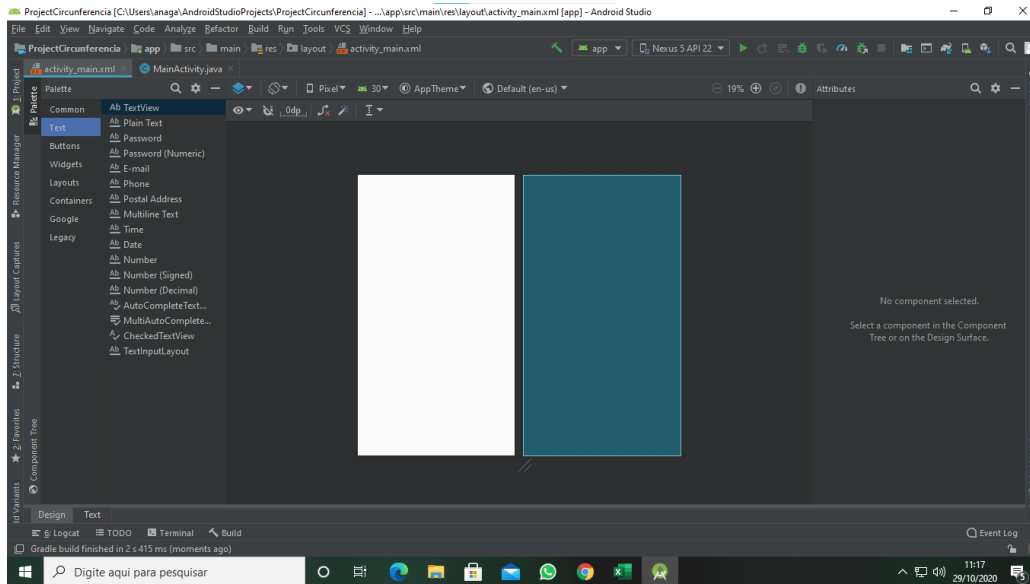 ProjectCircunferencia [C:\Users\anaga\AndroidStudioProjects\ProjectCircunferencia] - ...\app\src\main\res\layout\activity_main.xml [app] - Android Studio
File Edit View Navigate Code Analyze Refactor Build Run Tools VCS Window Help
ProjectCircunferencia app src main res layout activity_main.xml app Nexus 5 API 22
activity_main.xml MainActivity.java
Palette Pixel 30 AppTheme Default (en-us) 19% Attributes
0dp
Common
Text
Buttons
Widgets
Layouts
Containers
Google
Legacy
Ab TextView
Ab Plain Text
Ab Password
Ab Password (Numeric)
Ab E-mail
Ab Phone
Ab Postal Address
Ab Multiline Text
Ab Time
Ab Date
Ab Number
Ab Number (Signed)
Ab Number (Decimal)
AutoCompleteText...
MultiAutoComplete...
CheckedTextView
Ab TextInputLayout
1: Project
Resource Manager
Layout Captures
7: Structure
2: Favorites
ld Variants
Palette
Component Tree
No component selected.
Select a component in the Component
Tree or on the Design Surface.
Design Text
6: Logcat TODO Terminal Build Event Log
Gradle build finished in 2 s 415 ms (moments ago)
Digite aqui para pesquisar
11:17
29/10/2020